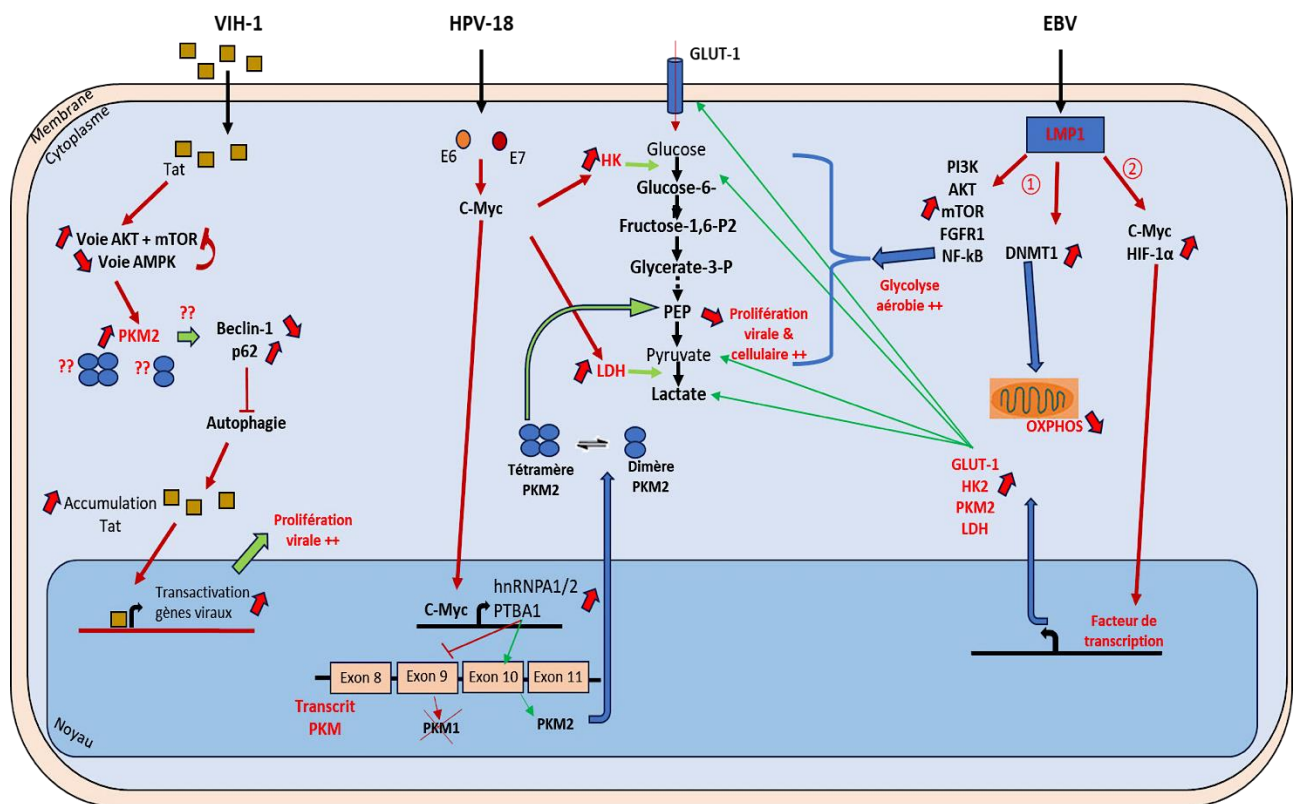 VIH-1
HPV-18
GLUT-1
EBV
Membrane
Cytoplasme
Tat
Voie AKT + mTOR
Voie AMPK
??
PKM2
??
??
Beclin-1
p62
Autophagie
Accumulation
Tat
Prolifération
virale ++
Transactivation
gènes viraux
E6
E7
C-Myc
HK
LDH
Glucose
Glucose-6-
Fructose-1,6-P2
Glycerate-3-P
PEP
Pyruvate
Lactate
Prolifération
virale &
cellulaire ++
Tétramère
PKM2
Dimère
PKM2
C-Myc
hnRNPA1/2
PTBA1
Exon 8
Exon 9
Exon 10
Exon 11
Transcrit
PKM
PKM1
PKM2
Noyau
LMP1
1
2
PI3K
AKT
mTOR
FGFR1
NF-kB
DNMT1
C-Myc
HIF-1α
Glycolyse
aérobie ++
OXPHOS
GLUT-1
HK2
PKM2
LDH
Facteur de
transcription